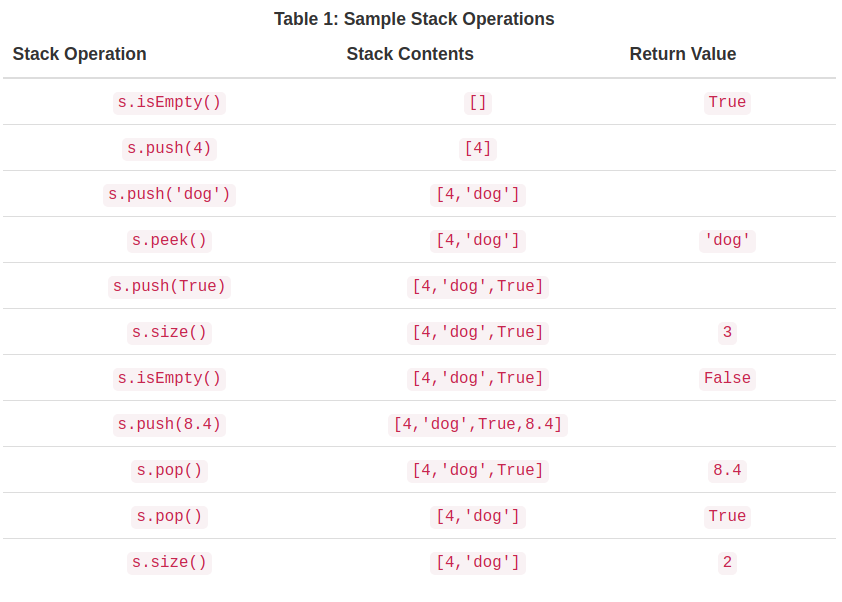 Table 1: Sample Stack Operations
Stack Operation Stack Contents Return Value
s.isEmpty() [] True
s.push(4) [4]
s.push('dog') [4,'dog']
s.peek() [4,'dog'] 'dog'
s.push(True) [4,'dog',True]
s.size() [4,'dog',True] 3
s.isEmpty() [4,'dog',True] False
s.push(8.4) [4,'dog',True,8.4]
s.pop() [4,'dog',True] 8.4
s.pop() [4,'dog'] True
s.size() [4,'dog'] 2